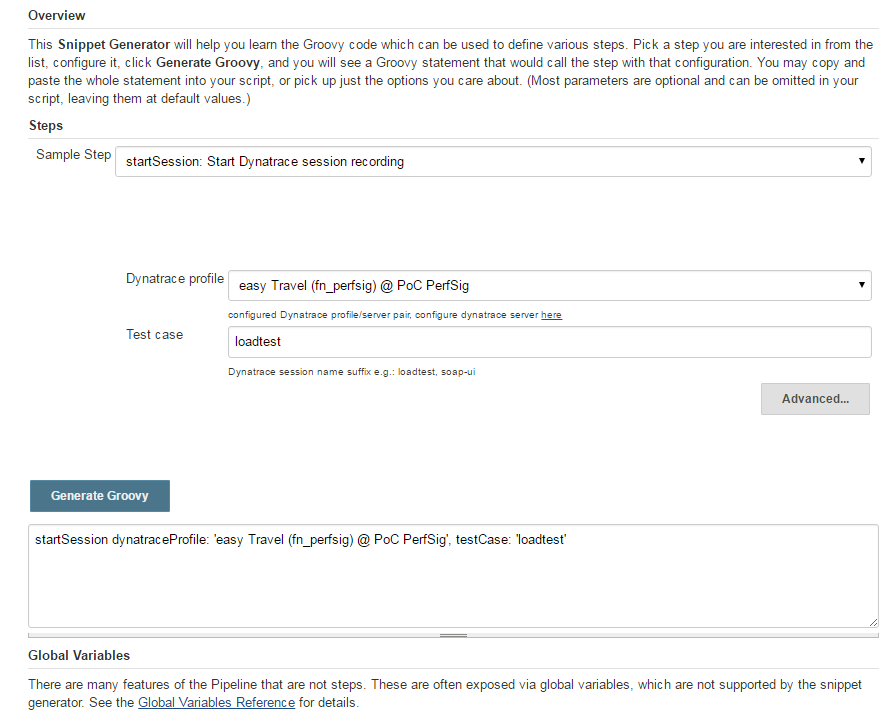 Overview
This Snippet Generator will help you learn the Groovy code which can be used to define various steps. Pick a step you are interested in from the
list, configure it, click Generate Groovy, and you will see a Groovy statement that would call the step with that configuration. You may copy and
paste the whole statement into your script, or pick up just the options you care about. (Most parameters are optional and can be omitted in your
script, leaving them at default values.)
Steps
Sample Step startSession: Start Dynatrace session recording
Dynatrace profile easy Travel (fn_perfsig) @ PoC PerfSig
configured Dynatrace profile/server pair, configure dynatrace server here
Test case loadtest
Dynatrace session name suffix e.g.: loadtest, soap-ui
Advanced...
Generate Groovy
startSession dynatraceProfile: 'easy Travel (fn_perfsig) @ PoC PerfSig', testCase: 'loadtest'
Global Variables
There are many features of the Pipeline that are not steps. These are often exposed via global variables, which are not supported by the snippet
generator. See the Global Variables Reference for details.